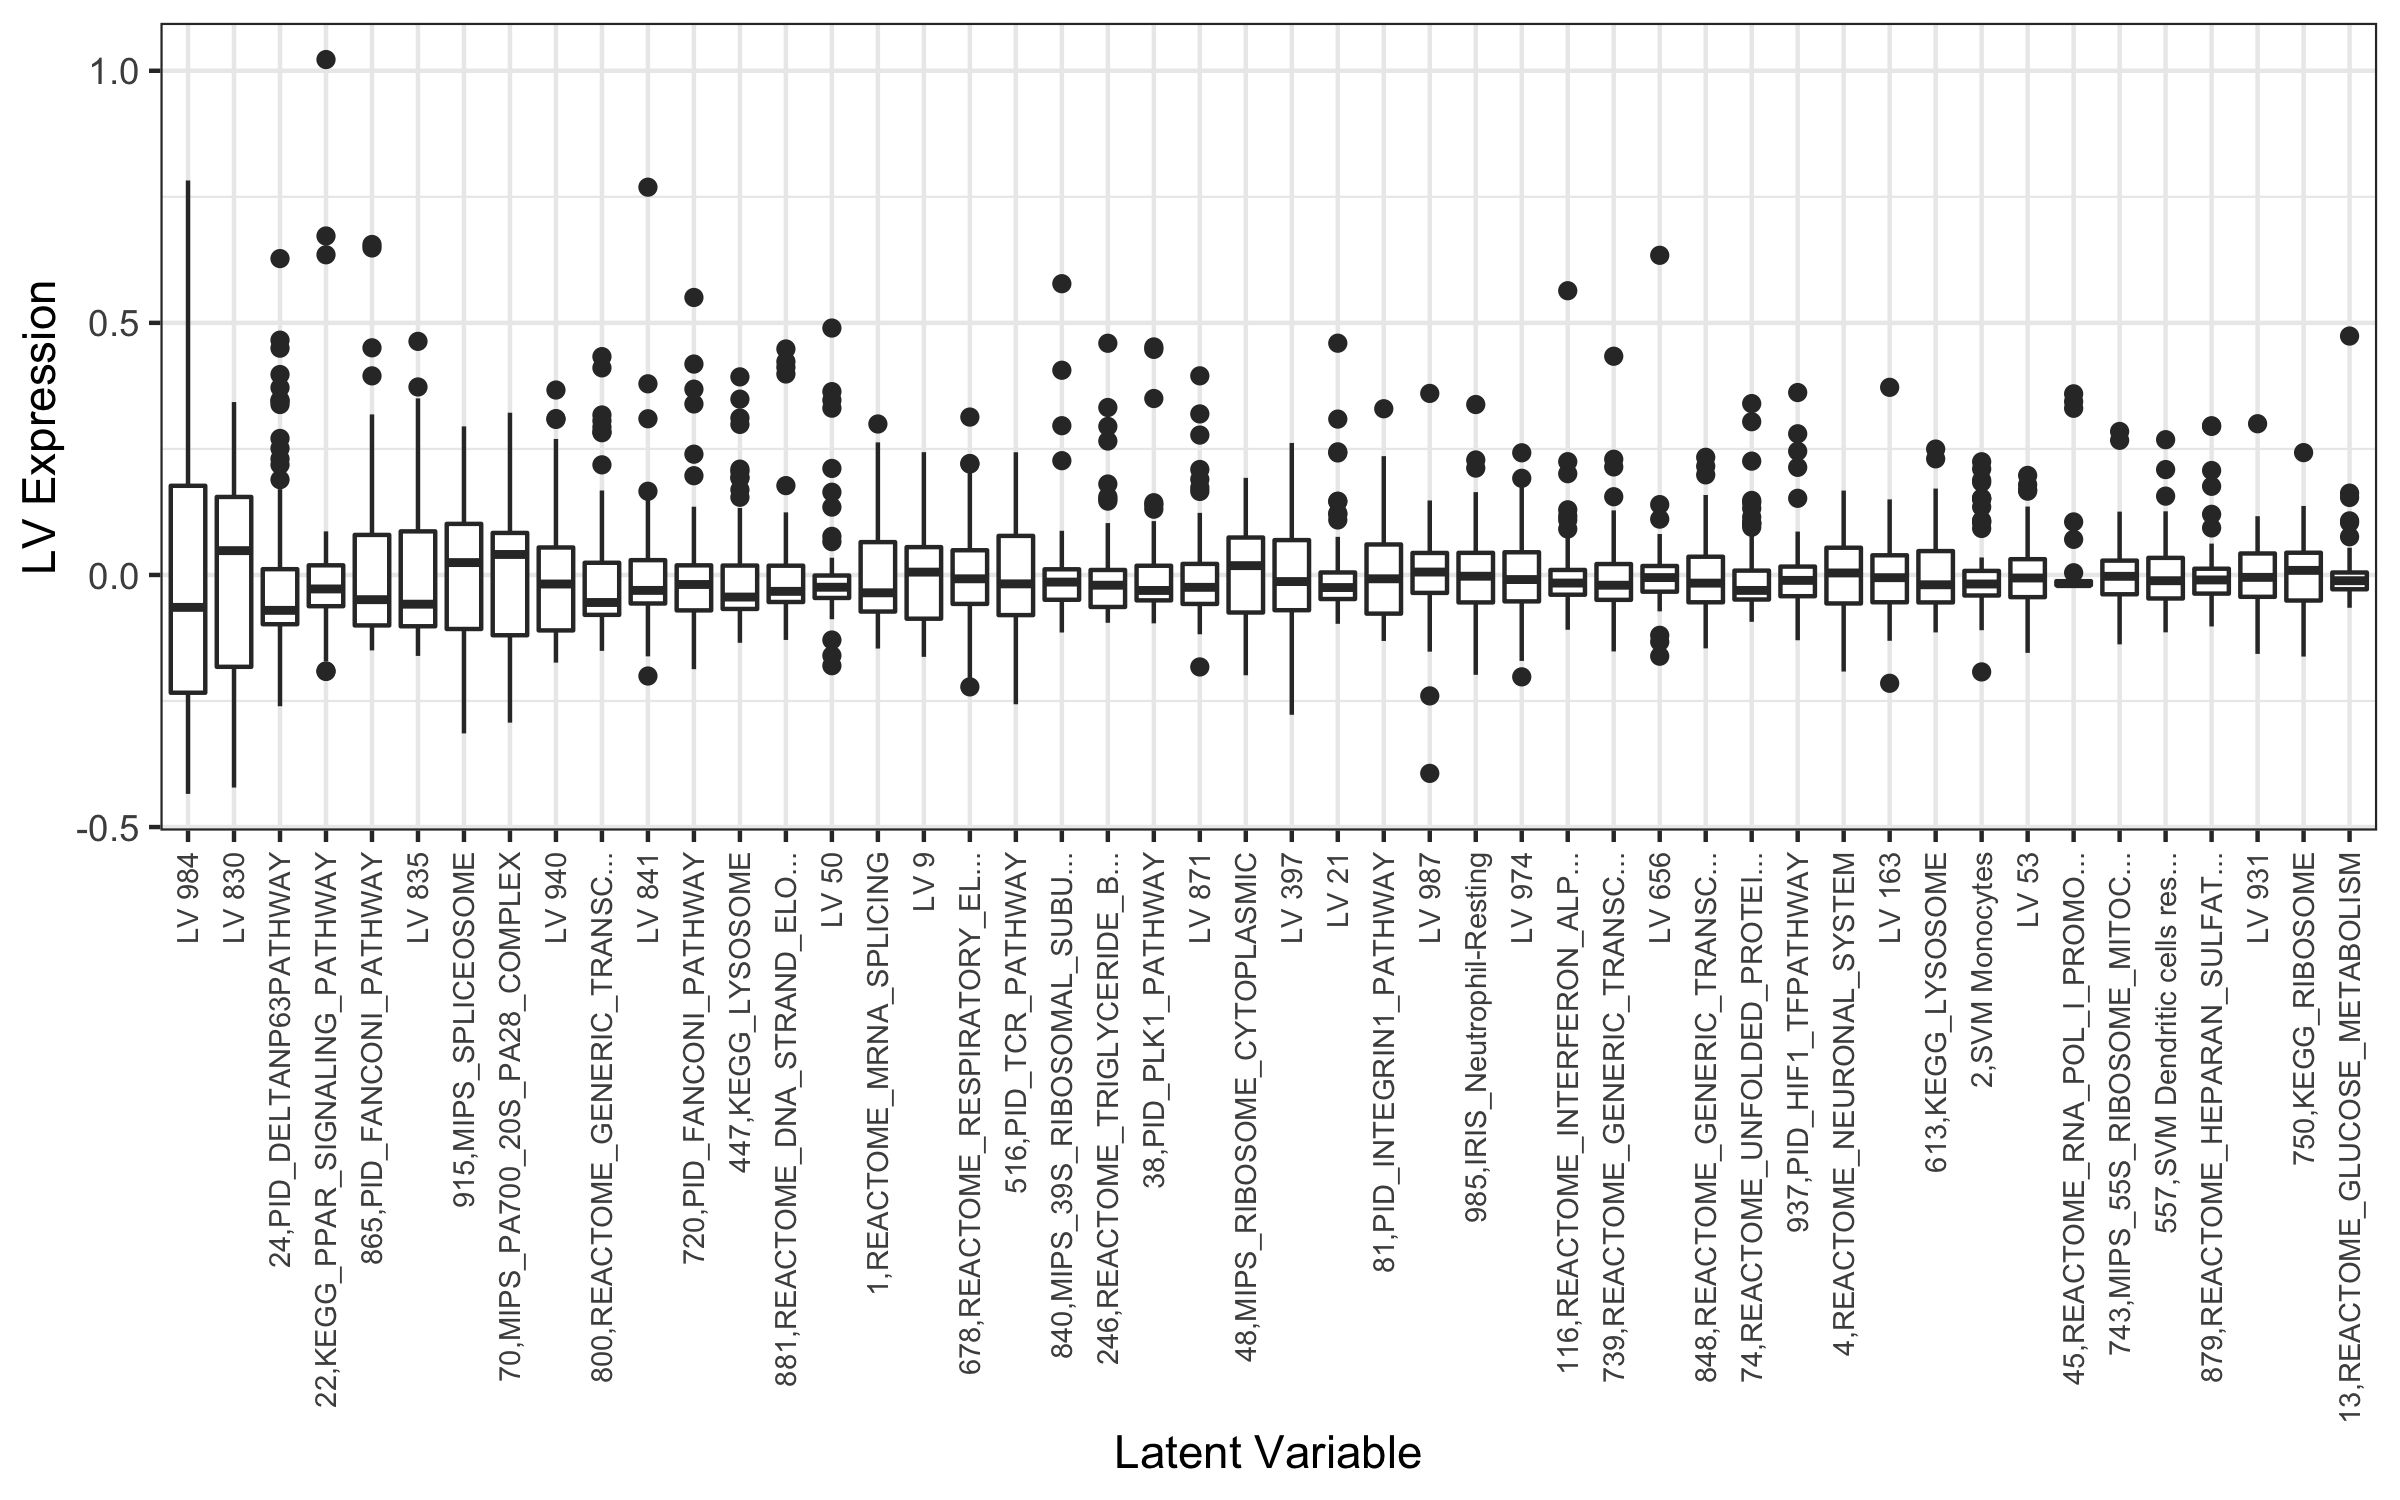 LV Expression
1.0
0.5
0.0
-0.5
LV 984
LV 830
24,PID_DELTANP63PATHWAY
22,KEGG_PPAR_SIGNALING_PATHWAY
865,PID_FANCONI_PATHWAY
LV 835
915,MIPS_SPLICEOSOME
70,MIPS_PA700_20S_PA28_COMPLEX
LV 940
800,REACTOME_GENERIC_TRANSC...
LV 841
720,PID_FANCONI_PATHWAY
447,KEGG_LYSOSOME
881,REACTOME_DNA_STRAND_ELO...
LV 50
1,REACTOME_MRNA_SPLICING
LV 9
678,REACTOME_RESPIRATORY_EL...
516,PID_TCR_PATHWAY
840,MIPS_39S_RIBOSOMAL_SUBU...
246,REACTOME_TRIGLYCERIDE_B...
38,PID_PLK1_PATHWAY
LV 871
48,MIPS_RIBOSOME_CYTOPLASMIC
LV 397
LV 21
81,PID_INTEGRIN1_PATHWAY
LV 987
985,IRIS_Neutrophil-Resting
LV 974
116,REACTOME_INTERFERON_ALP...
739,REACTOME_GENERIC_TRANSC...
LV 656
848,REACTOME_GENERIC_TRANSC...
74,REACTOME_UNFOLDED_PROTEI...
937,PID_HIF1_TFPATHWAY
4,REACTOME_NEURONAL_SYSTEM
LV 163
613,KEGG_LYSOSOME
2,SVM Monocytes
LV 53
45,REACTOME_RNA_POL_I_PROMO...
743,MIPS_55S_RIBOSOME_MITOC...
557,SVM Dendritic cells res...
879,REACTOME_HEPARAN_SULFAT...
LV 931
750,KEGG_RIBOSOME
13,REACTOME_GLUCOSE_METABOLISM
Latent Variable